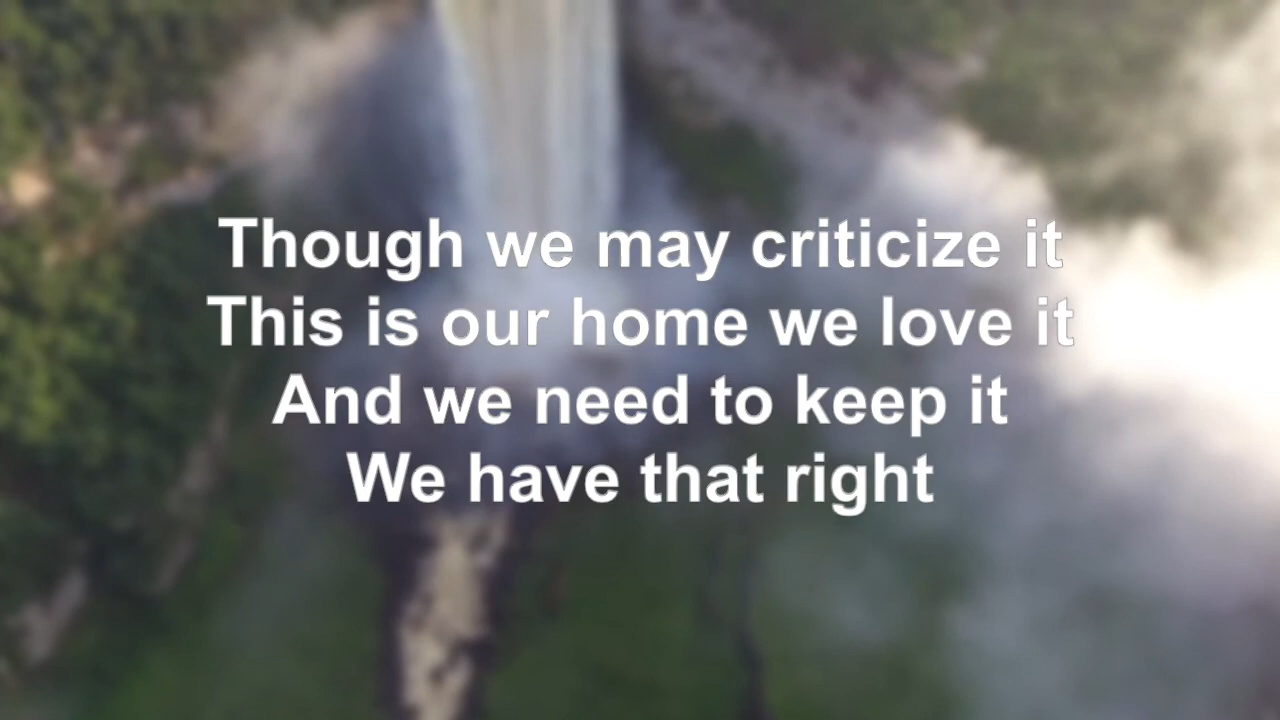 Though we may criticize it
This is our home we love it
And we need to keep it
We have that right